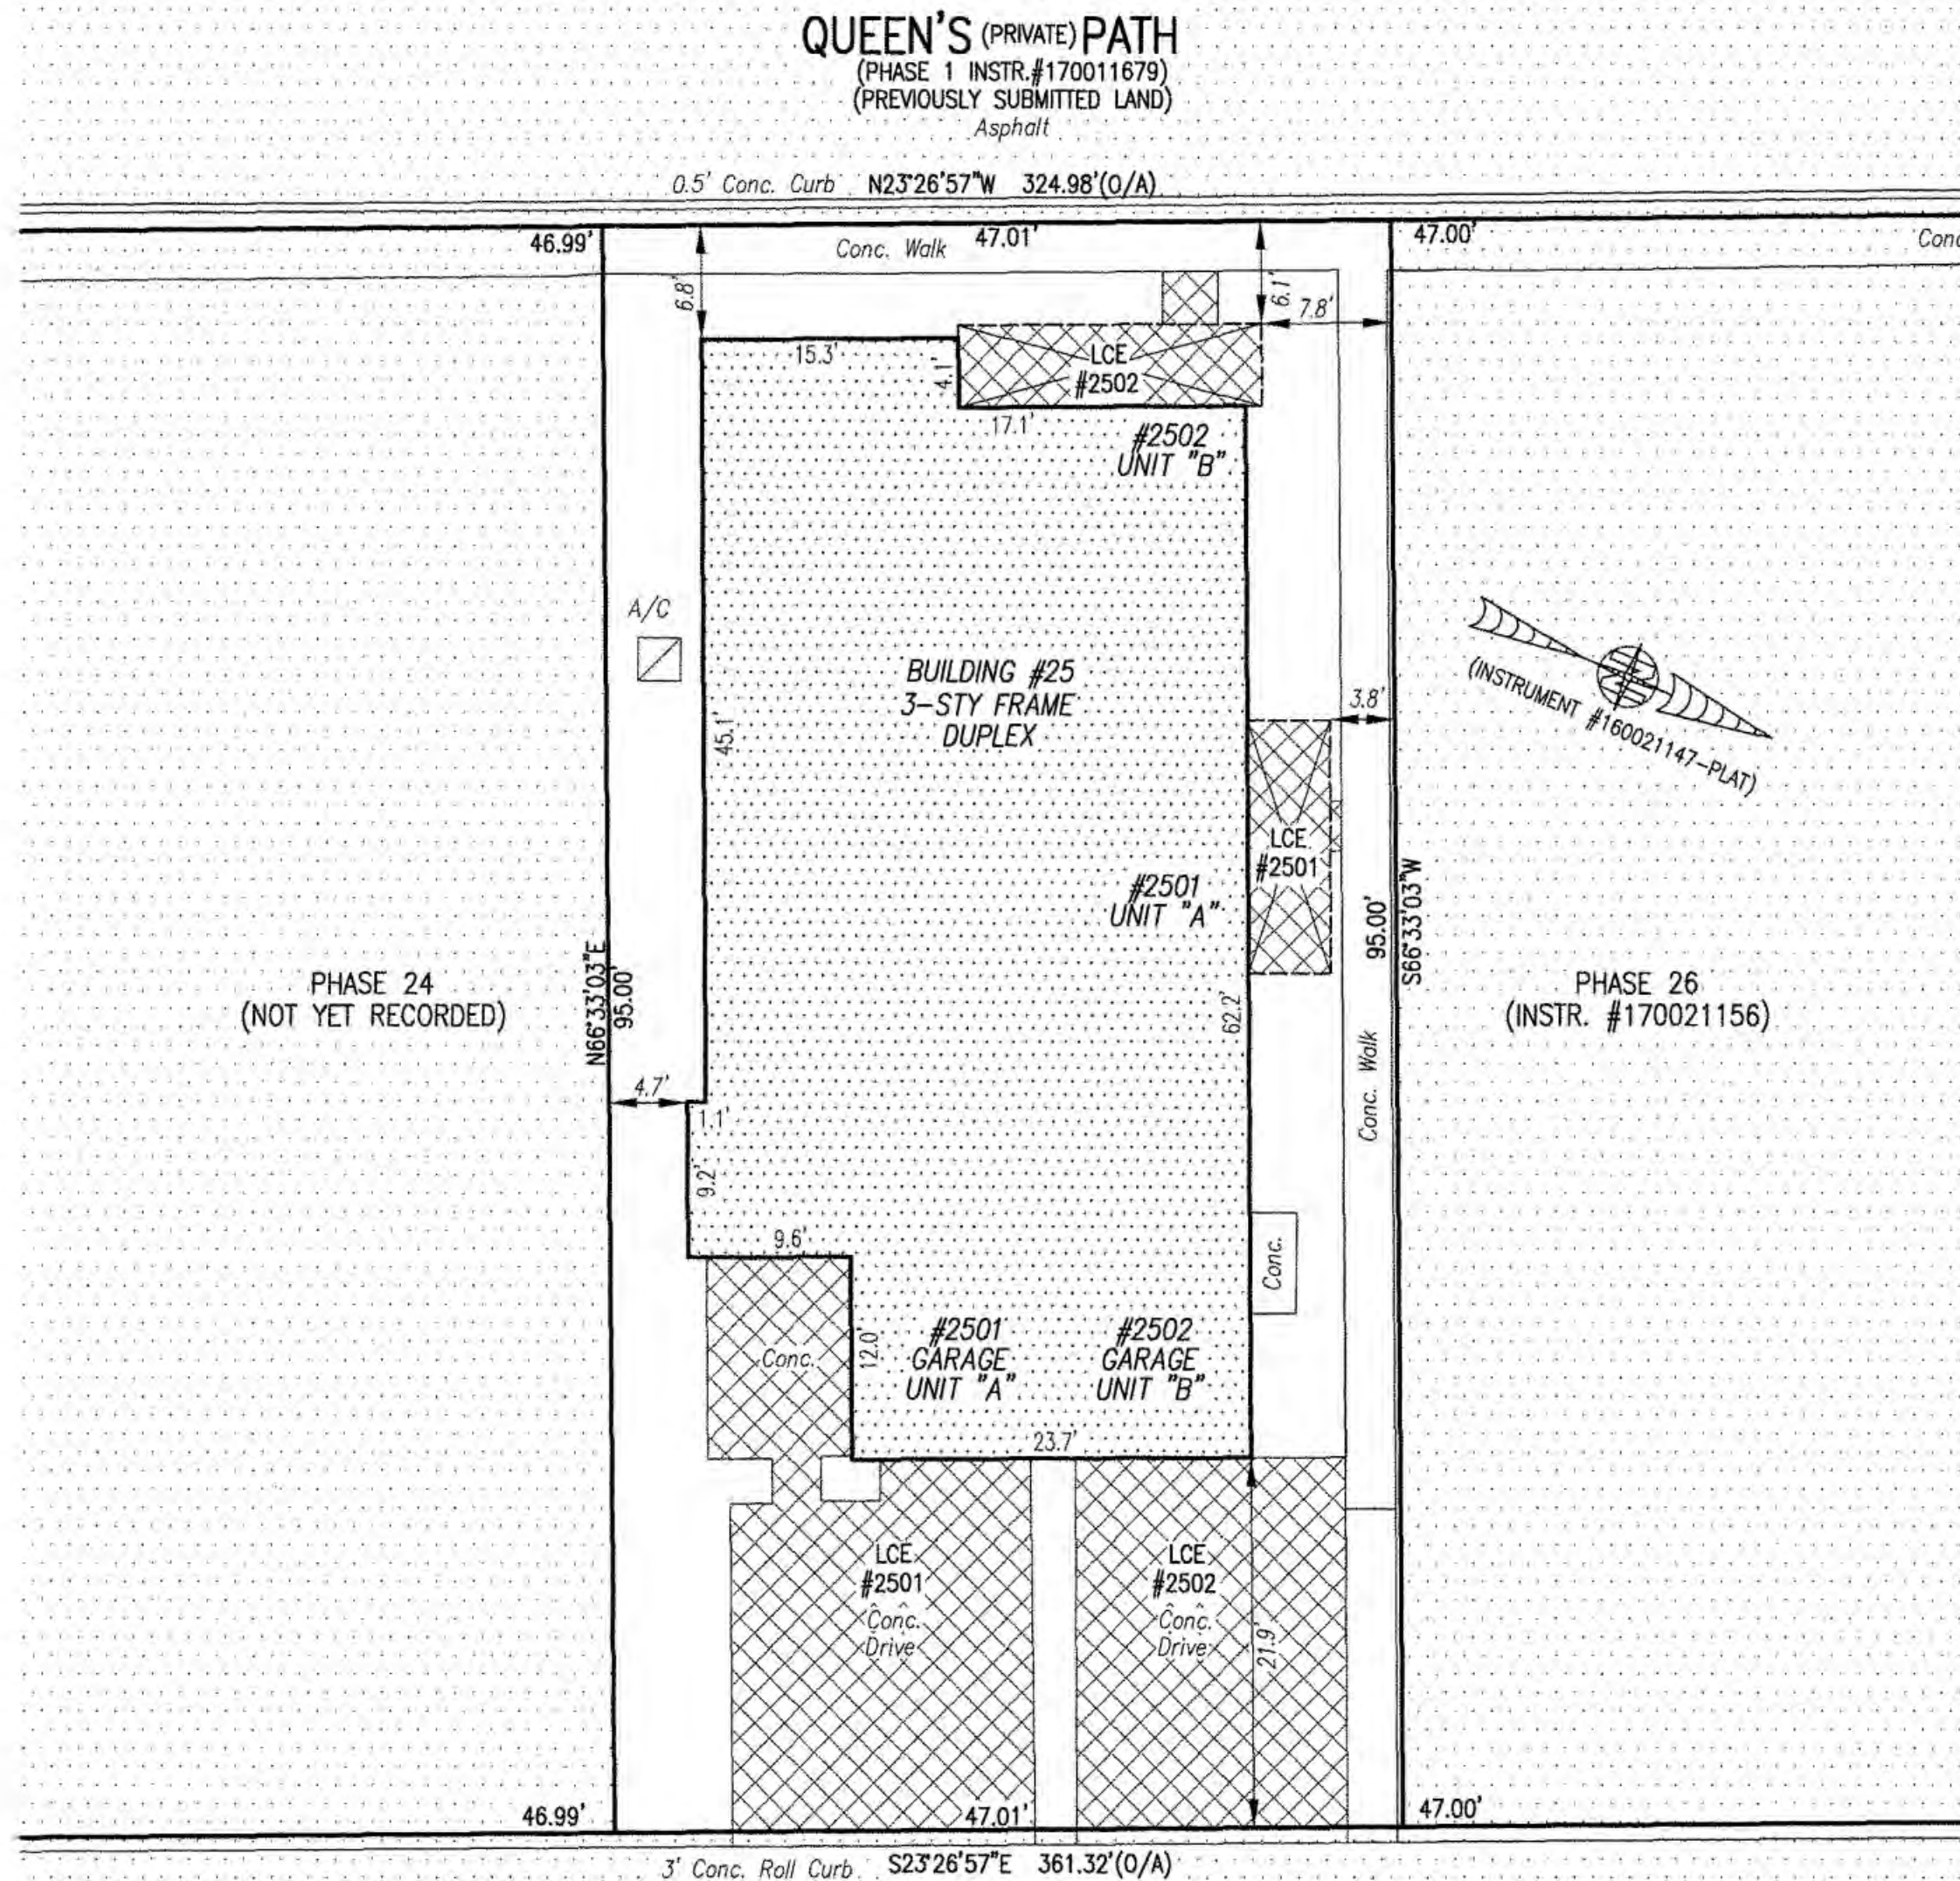 QUEEN'S (PRIVATE) PATH
(PHASE 1 INSTR.#170011679)
(PREVIOUSLY SUBMITTED LAND)
Asphalt
0.5' Conc. Curb N23°26'57"W 324.98'(O/A)
46.99'
Conc. Walk
47.01'
47.00'
Conc
6.8'
6.1'
7.8'
15.3'
4.1'
LCE
#2502
17.1'
#2502
UNIT "B"
A/C
BUILDING #25
3-STY FRAME
DUPLEX
45.1'
3.8'
(INSTRUMENT #160021147-PLAT)
LCE
#2501
#2501
UNIT "A"
N66°33'03"E
95.00'
62.2'
95.00'
S66°33'03"W
PHASE 24
(NOT YET RECORDED)
PHASE 26
(INSTR. #170021156)
Conc. Walk
4.7'
1.1'
9.2'
9.6'
Conc.
Conc.
12.0'
#2501
GARAGE
UNIT "A"
#2502
GARAGE
UNIT "B"
23.7'
LCE
#2501
Conc.
Drive
LCE
#2502
Conc.
Drive
21.9'
46.99'
47.01'
47.00'
3' Conc. Roll Curb S23°26'57"E 361.32'(O/A)